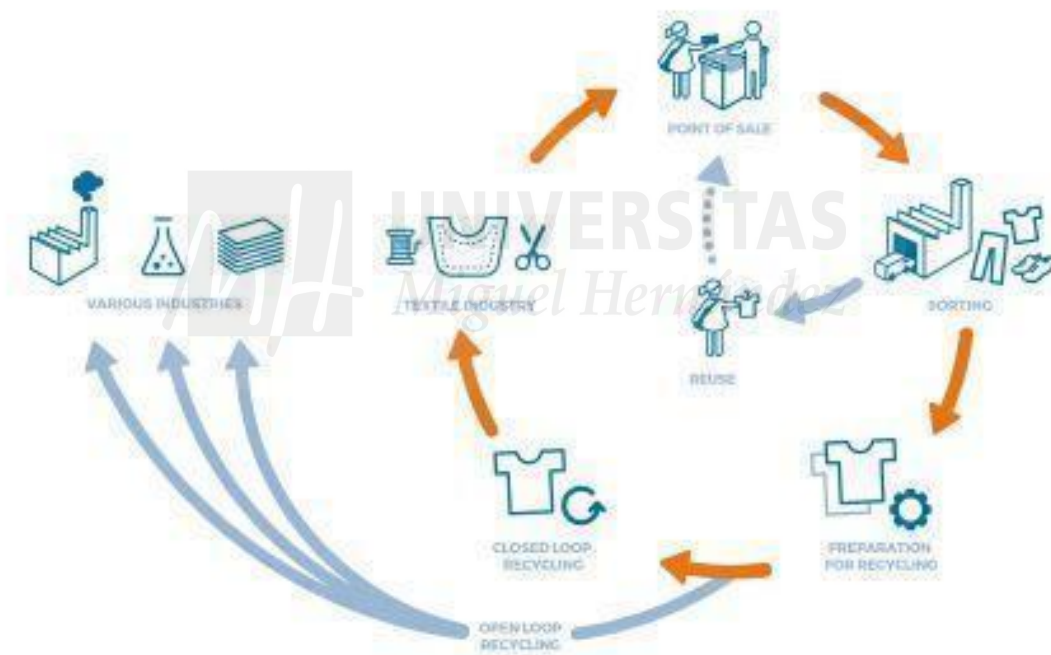 POINT OF SALE
UNIVERSITAS
Miguel Hernández
VARIOUS INDUSTRIES
TEXTILE INDUSTRY
SORTING
REUSE
CLOSED LOOP
RECYCLING
PREPARATION
FOR RECYCLING
OPEN LOOP
RECYCLING